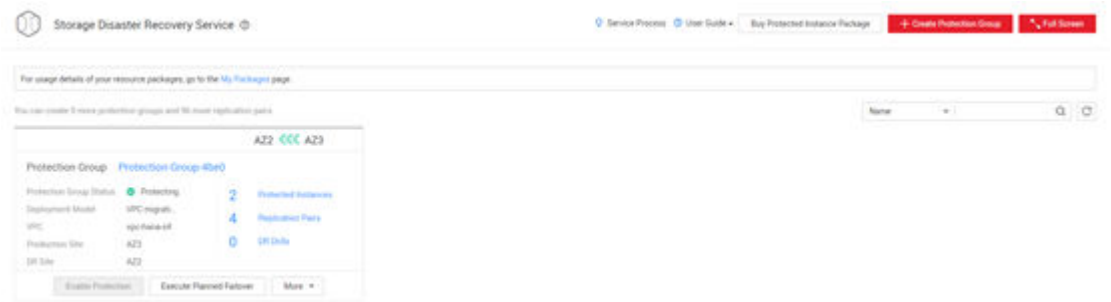 Storage Disaster Recovery Service
Service Process User Guide Buy Protected Instance Package + Create Protection Group Full Screen
For usage details of your resource packages, go to the My Packages page.
You can create 9 more protection groups and 96 more replication pairs.
Name
AZ2 AZ3
Protection Group Protection-Group-4be0
Protection Group Status Protecting
Deployment Model VPC migrati...
VPC
Production Site AZ3
DR Site AZ2
2 Protected Instances
4 Replication Pairs
0 DR Drills
Enable Protection Execute Planned Failover More